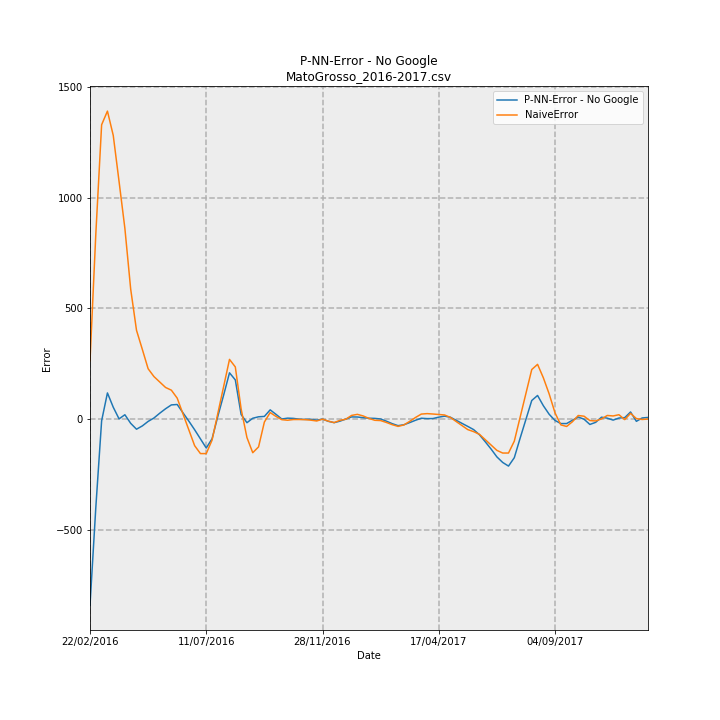 P-NN-Error - No Google
MatoGrosso_2016-2017.csv
P-NN-Error - No Google
NaiveError
1500
1000
500
0
−500
Error
22/02/2016
11/07/2016
28/11/2016
17/04/2017
04/09/2017
Date